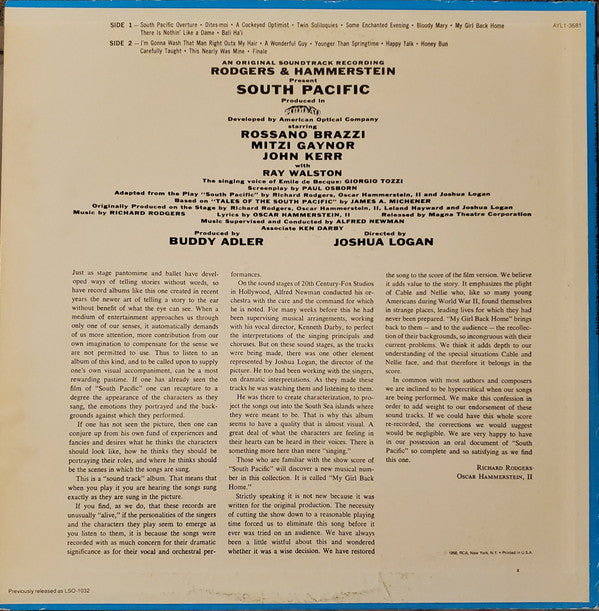 SIDE 1 – South Pacific Overture • Dites-moi • A Cockeyed Optimist • Twin Soliloquies • Some Enchanted Evening • Bloody Mary • My Girl Back Home
There Is Nothin' Like a Dame • Bali Ha'i
AYL1-3681
SIDE 2 – I'm Gonna Wash That Man Right Outa My Hair • A Wonderful Guy • Younger Than Springtime • Happy Talk • Honey Bun
Carefully Taught • This Nearly Was Mine • Finale
AN ORIGINAL SOUNDTRACK RECORDING
RODGERS & HAMMERSTEIN
Present
SOUTH PACIFIC
Produced in
Developed by American Optical Company
starring
ROSSANO BRAZZI
MITZI GAYNOR
JOHN KERR
with
RAY WALSTON
The singing voice of Emile de Becque: GIORGIO TOZZI
Screenplay by PAUL OSBORN
Adapted from the Play "South Pacific" by Richard Rodgers, Oscar Hammerstein, II and Joshua Logan
Based on "TALES OF THE SOUTH PACIFIC" by JAMES A. MICHENER
Originally Produced on the Stage by Richard Rodgers, Oscar Hammerstein, II, Leland Hayward and Joshua Logan
Music by RICHARD RODGERS Lyrics by OSCAR HAMMERSTEIN, II Released by Magna Theatre Corporation
Music Supervised and Conducted by ALFRED NEWMAN
Associate KEN DARBY
Produced by
BUDDY ADLER
Directed by
JOSHUA LOGAN
Just as stage pantomime and ballet have devel-
oped ways of telling stories without words, so
have record albums like this one created in recent
years the newer art of telling a story to the ear
without benefit of what the eye can see. When a
medium of entertainment approaches us through
only one of our senses, it automatically demands
of us more attention, more contribution from our
own imagination to compensate for the sense we
are not permitted to use. Thus to listen to an
album of this kind, and to be called upon to supply
one's own visual accompaniment, can be a most
rewarding pastime. If one has already seen the
film of "South Pacific" one can recapture to a
degree the appearance of the characters as they
sang, the emotions they portrayed and the back-
grounds against which they performed.
If one has not seen the picture, then one can
conjure up from his own fund of experiences and
fancies and desires what he thinks the characters
should look like, how he thinks they should be
portraying their roles, and where he thinks should
be the scenes in which the songs are sung.
This is a "sound track" album. That means that
when you play it you are hearing the songs sung
exactly as they are sung in the picture.
If you find, as we do, that these records are
unusually "alive," if the personalities of the singers
and the characters they play seem to emerge as
you listen to them, it is because the songs were
recorded with as much concern for their dramatic
significance as for their vocal and orchestral per-
formances.
On the sound stages of 20th Century-Fox Studios
in Hollywood, Alfred Newman conducted his or-
chestra with the care and the command for which
he is noted. For many weeks before this he had
been supervising musical arrangements, working
with his vocal director, Kenneth Darby, to perfect
the interpretations of the singing principals and
choruses. But on these sound stages, as the tracks
were being made, there was one other element
represented by Joshua Logan, the director of the
picture. He too had been working with the singers,
on dramatic interpretations. As they made these
tracks he was watching them and listening to them.
He was there to create characterization, to pro-
ject the songs out into the South Sea islands where
they were meant to be. That is why this album
seems to have a quality that is almost visual. A
great deal of what the characters are feeling in
their hearts can be heard in their voices. There is
something more here than mere "singing."
Those who are familiar with the show score of
"South Pacific" will discover a new musical num-
ber in this collection. It is called "My Girl Back
Home."
Strictly speaking it is not new because it was
written for the original production. The necessity
of cutting the show down to a reasonable playing
time forced us to eliminate this song before it
ever was tried on an audience. We have always
been a little wistful about this and wondered
whether it was a wise decision. We have restored
the song to the score of the film version. We believe
it adds value to the story. It emphasizes the plight
of Cable and Nellie who, like so many young
Americans during World War II, found themselves
in strange places, leading lives for which they had
never been prepared. "My Girl Back Home" brings
back to them — and to the audience — the recollec-
tion of their backgrounds, so incongruous with their
current problems. We think it adds depth to our
understanding of the special situations Cable and
Nellie face, and that therefore it belongs in the
score.
In common with most authors and composers
we are inclined to be hypercritical when our songs
are being performed. We make this confession in
order to add weight to our endorsement of these
sound tracks. If we could have this whole score
re-recorded, the corrections we would suggest
would be negligible. We are very happy to have
in our possession an oral document of "South
Pacific" so complete and so satisfying as we find
this one.
RICHARD RODGERS
OSCAR HAMMERSTEIN, II
© 1958, RCA, New York, N.Y. • Printed in U.S.A.
Previously released as LSO-1032